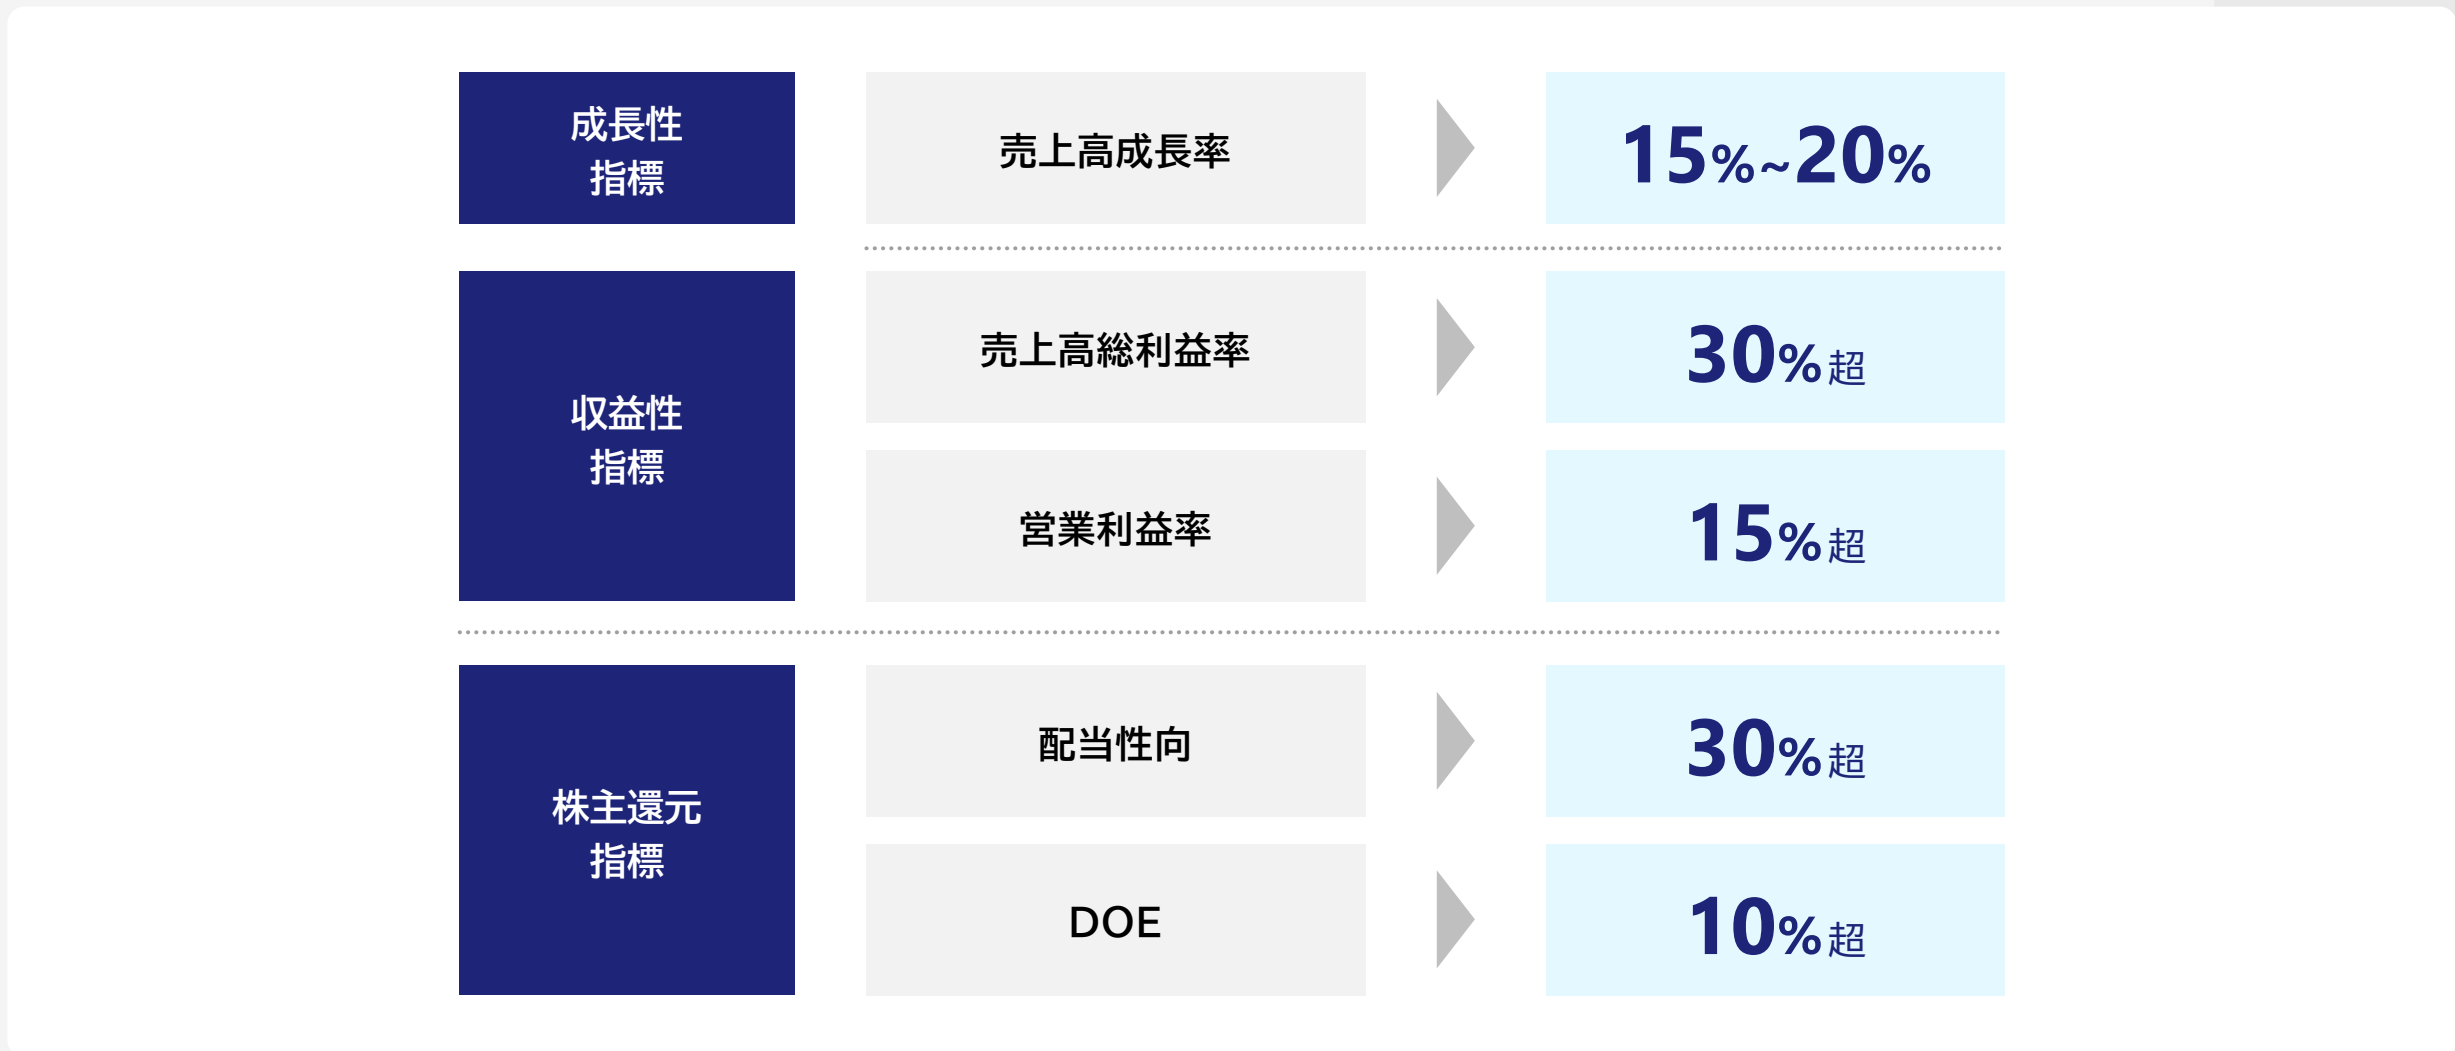 成長性
指標
売上高成長率
15%~20%
収益性
指標
売上高総利益率
30%超
営業利益率
15%超
株主還元
指標
配当性向
30%超
DOE
10%超